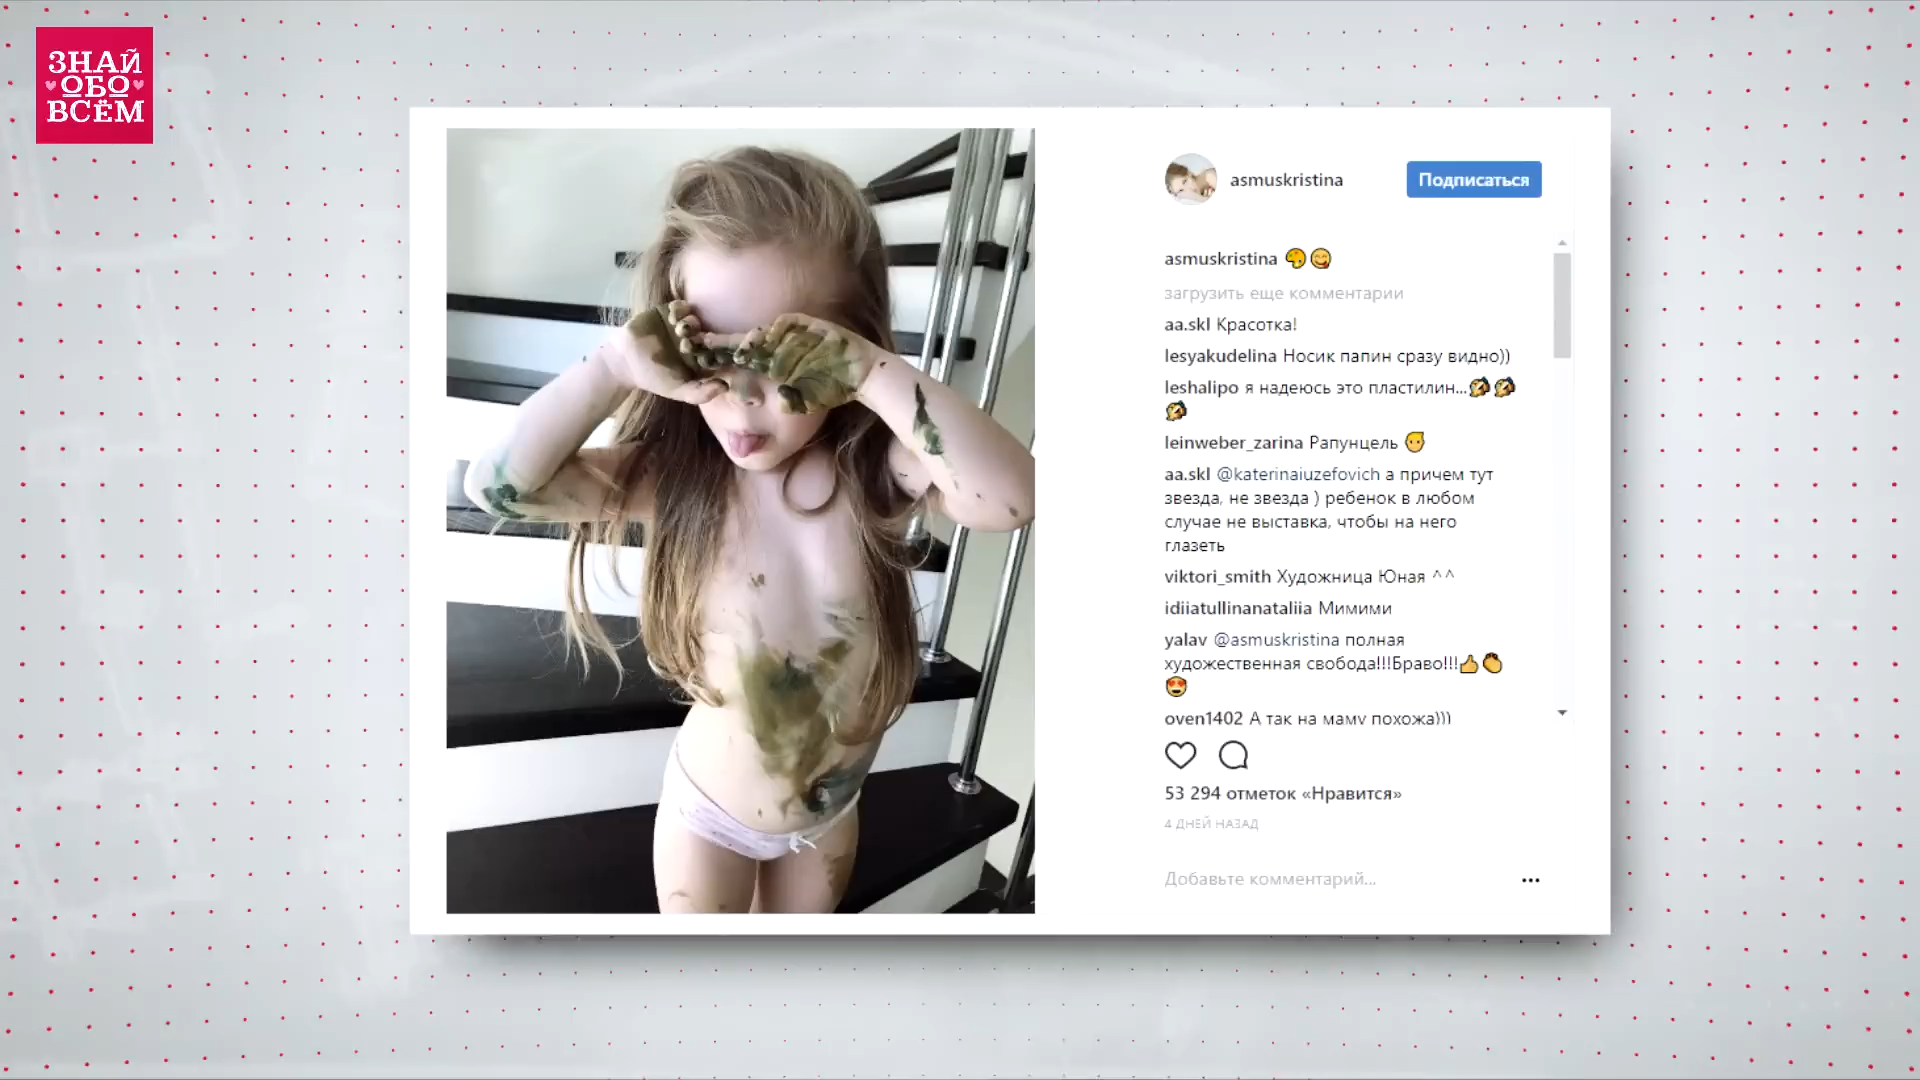 ЗНАЙ
ОБО
ВСЁМ
asmuskristina
Подписаться
asmuskristina
загрузить еще комментарии
aa.skl Красотка!
lesyakudelina Носик папин сразу видно))
leshalipo я надеюсь это пластилин...
leinweber_zarina Рапунцель
aa.skl @katerinaiuzefovich а причем тут
звезда, не звезда ) ребенок в любом
случае не выставка, чтобы на него
глазеть
viktori_smith Художница Юная ^^
idiiatullinanataliia Мимими
yalav @asmuskristina полная
художественная свобода!!!Браво!!!
oven1402 А так на маму похожа)))
53 294 отметок «Нравится»
4 ДНЕЙ НАЗАД
Добавьте комментарий...